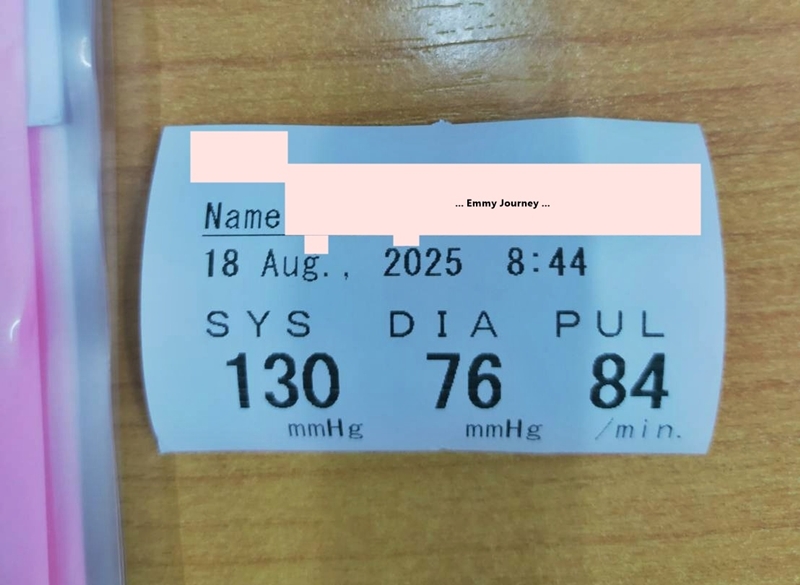 ... Emmy Journey ...
Name
18 Aug., 2025 8:44
SYS DIA PUL
130 76 84
mmHg mmHg /min.